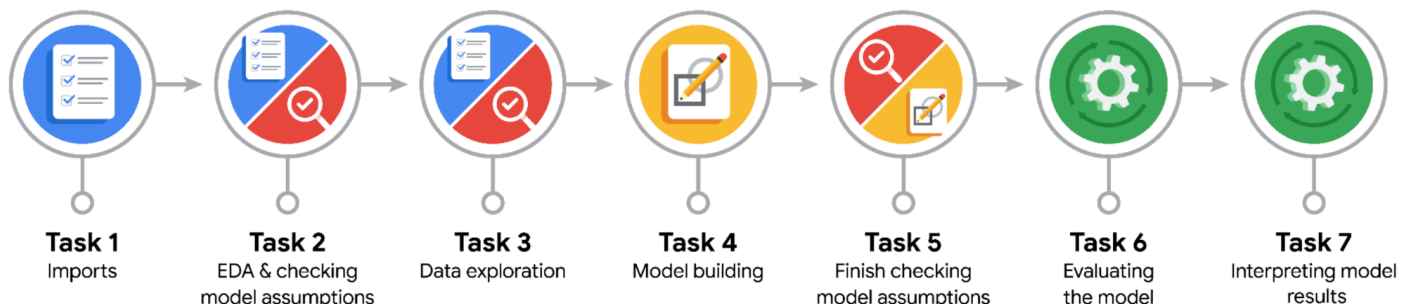 Task 1
Imports
Task 2
EDA & checking
model assumptions
Task 3
Data exploration
Task 4
Model building
Task 5
Finish checking
model assumptions
Task 6
Evaluating
the model
Task 7
Interpreting model
results